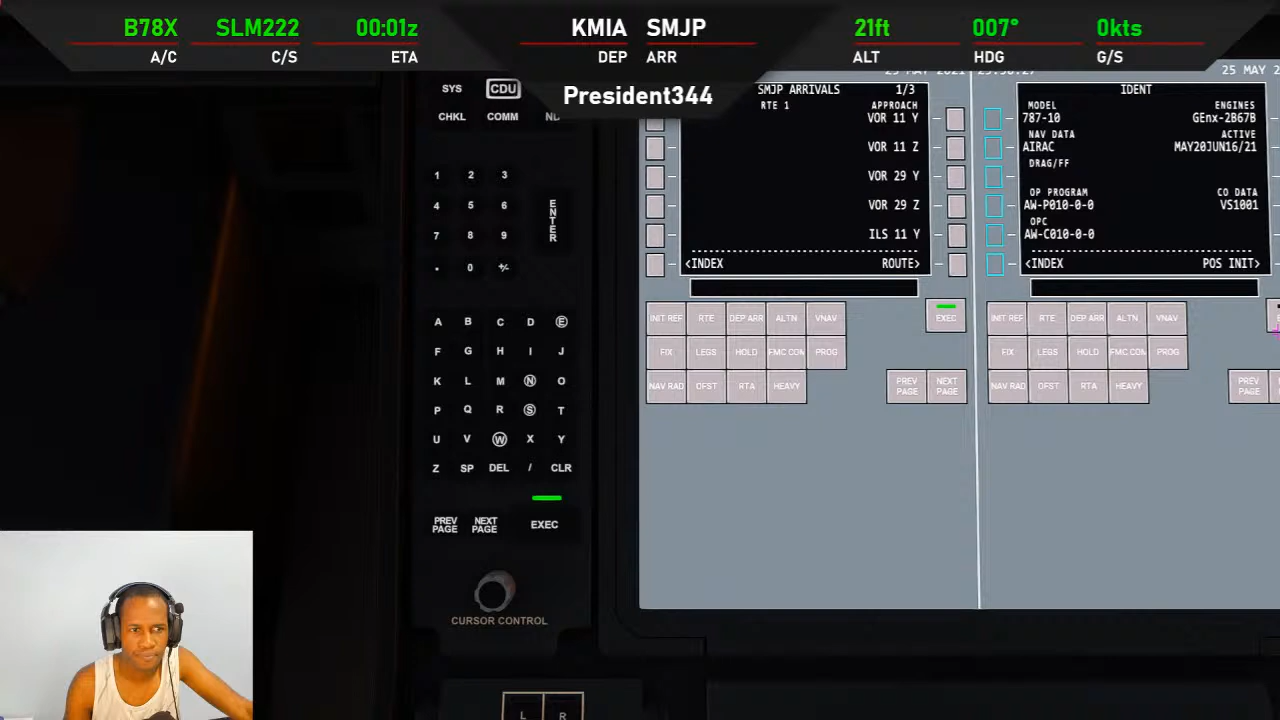 B78X SLM222 00:01z KMIA SMJP 21ft 007° 0kts
A/C C/S ETA DEP ARR ALT HDG G/S
President344
SYS CDU
CHKL COMM
1 2 3
4 5 6
7 8 9
. 0 +/-
ENTER
A B C D E
F G H I J
K L M N O
P Q R S T
U V W X Y
Z SP DEL / CLR
PREV PAGE NEXT PAGE EXEC
CURSOR CONTROL
L R
SMJP ARRIVALS 1/3
RTE 1 APPROACH
VOR 11 Y
VOR 11 Z
VOR 29 Y
VOR 29 Z
ILS 11 Y
<INDEX ROUTE>
INIT REF RTE DEP ARR ALTN VNAV EXEC
FIX LEGS HOLD FMC COM PROG
NAV RAD OFST RTA HEAVY PREV PAGE NEXT PAGE
25 MAY 2
IDENT
MODEL ENGINES
787-10 GEnx-2B67B
NAV DATA ACTIVE
AIRAC MAY20JUN16/21
DRAG/FF
OP PROGRAM CO DATA
AW-P010-0-0 VS1001
OPC
AW-C010-0-0
<INDEX POS INIT>
INIT REF RTE DEP ARR ALTN VNAV
FIX LEGS HOLD FMC COM PROG
NAV RAD OFST RTA HEAVY PREV PAGE